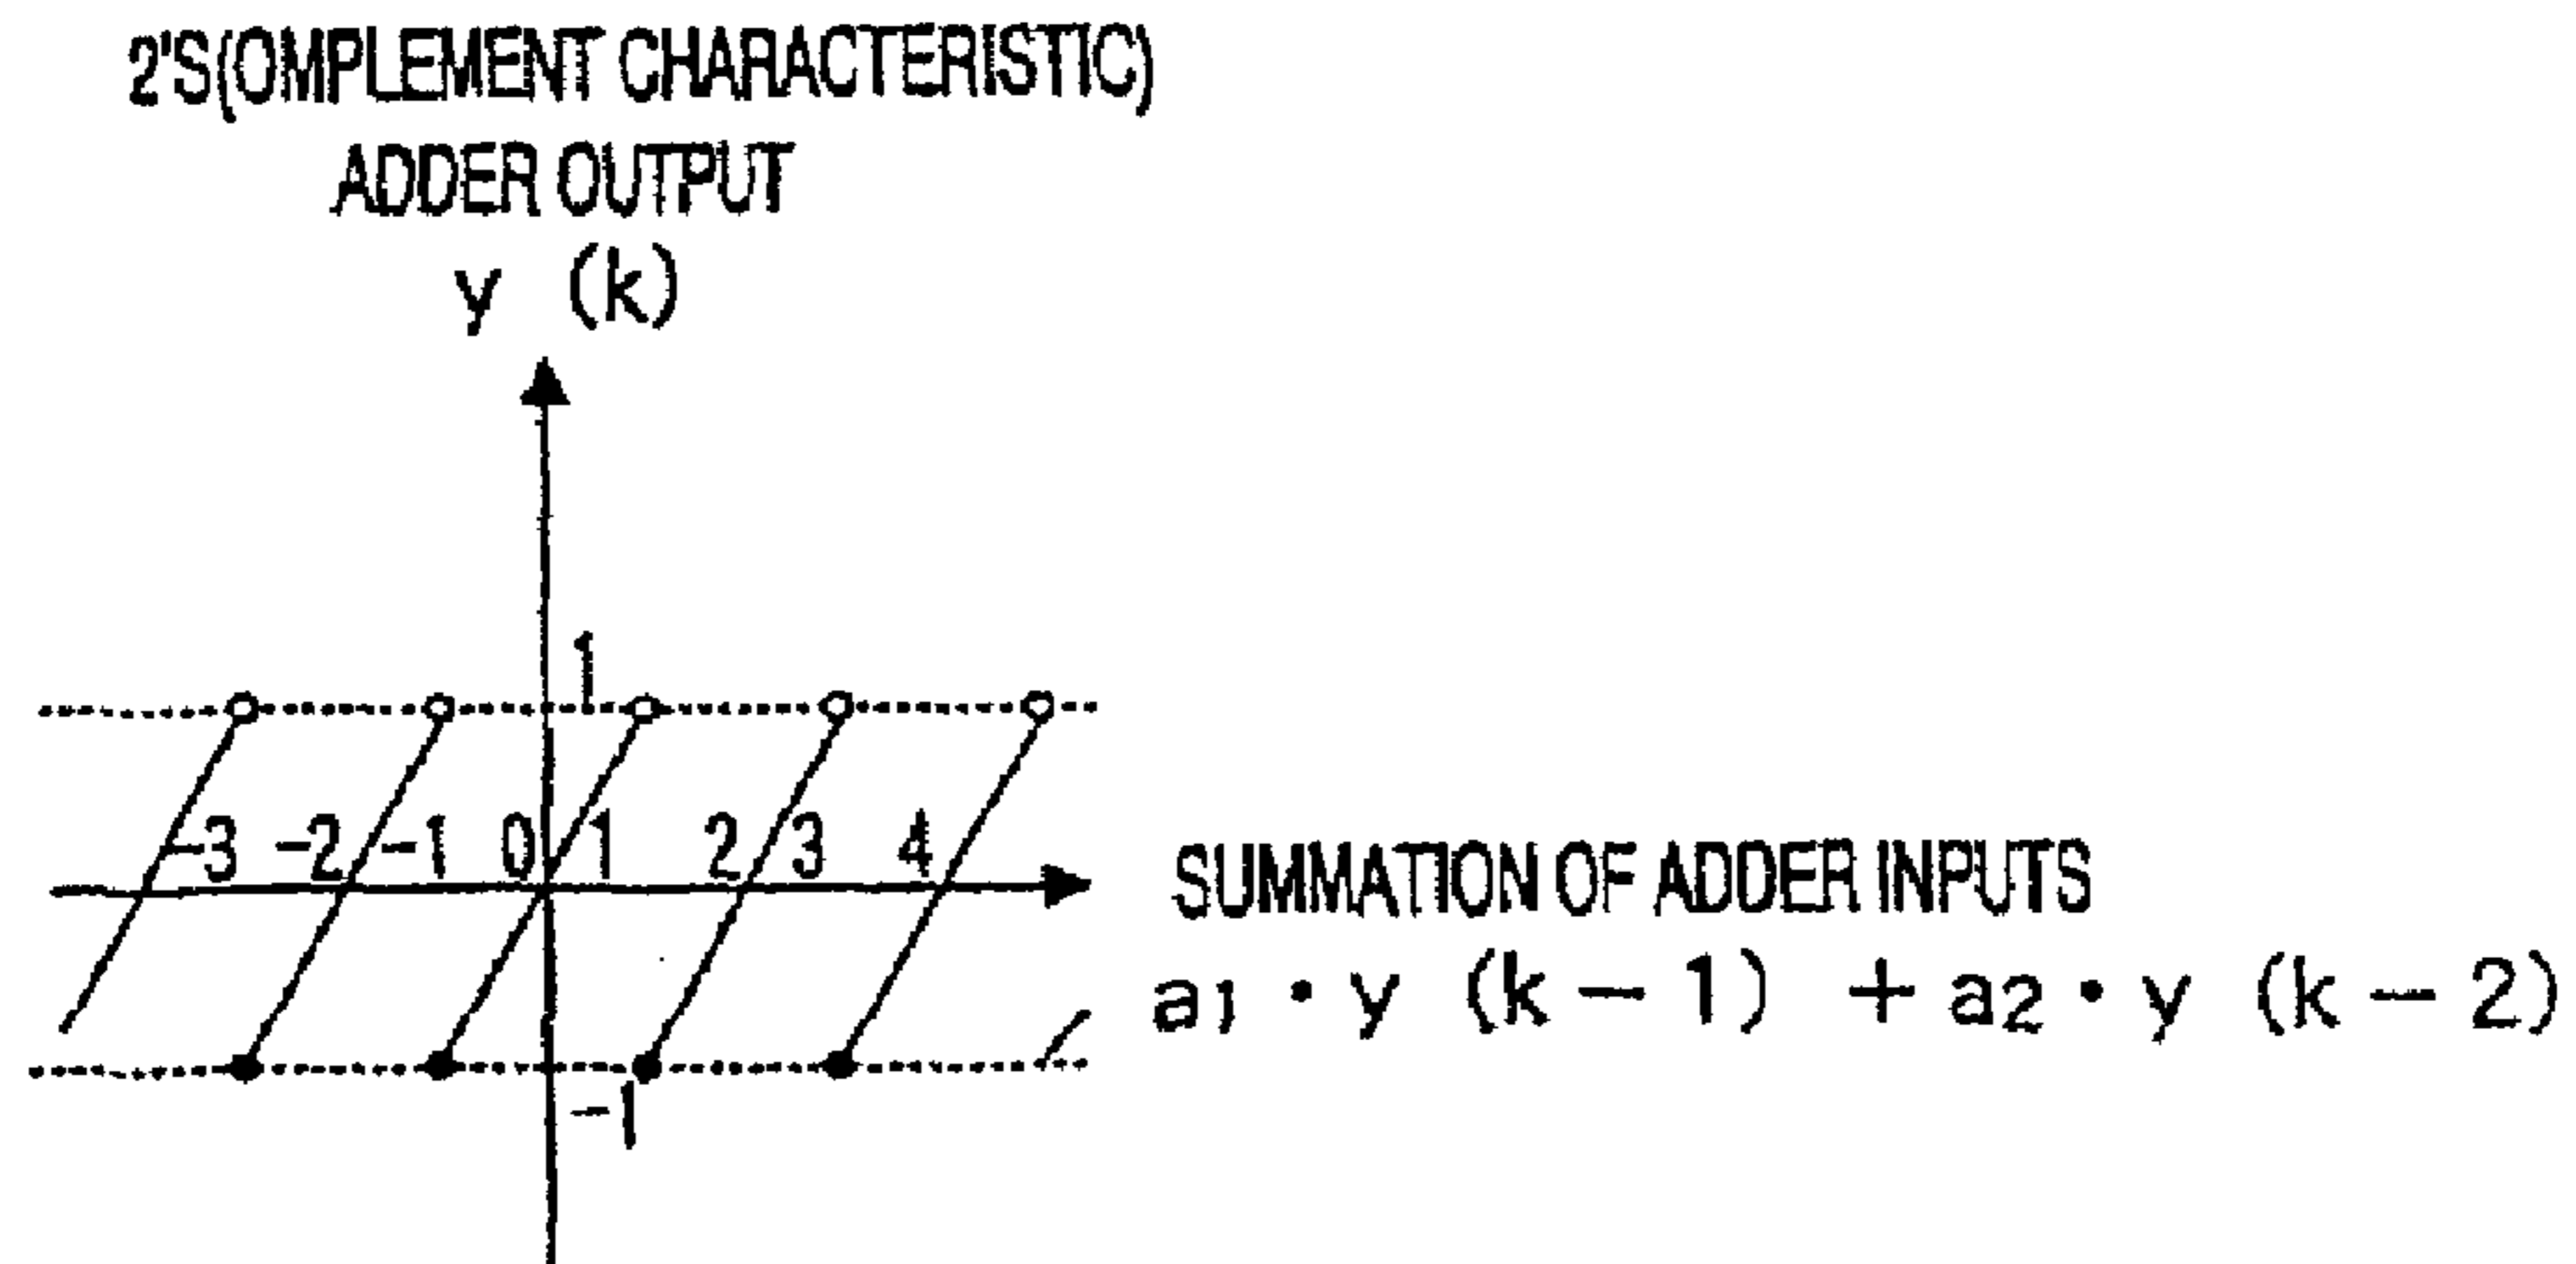 2'S(OMPLEMENT CHARACTERISTIC)
ADDER OUTPUT
y (k)
1
-3 -2 -1 0 1 2 3 4
SUMMATION OF ADDER INPUTS
a1・y (k－1) ＋a2・y (k－2)
-1